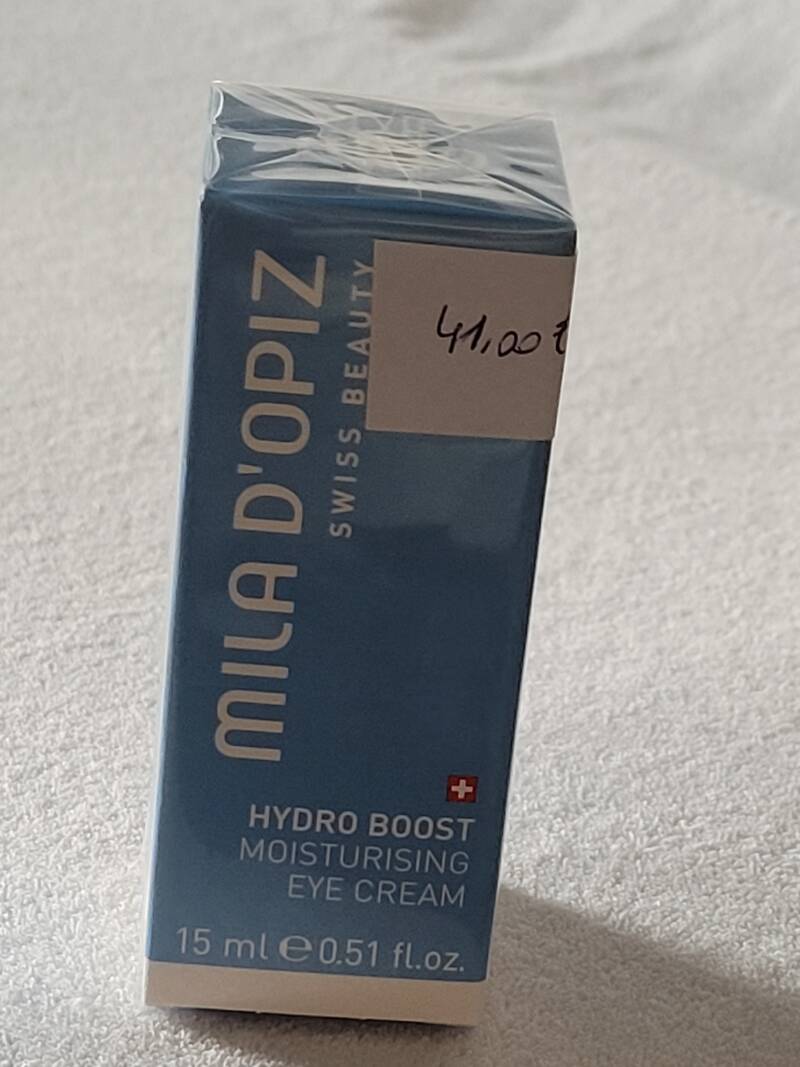 MILA D'OPIZ
SWISS BEAUTY
41,00 €
HYDRO BOOST
MOISTURISING
EYE CREAM
15 ml ℮ 0.51 fl.oz.